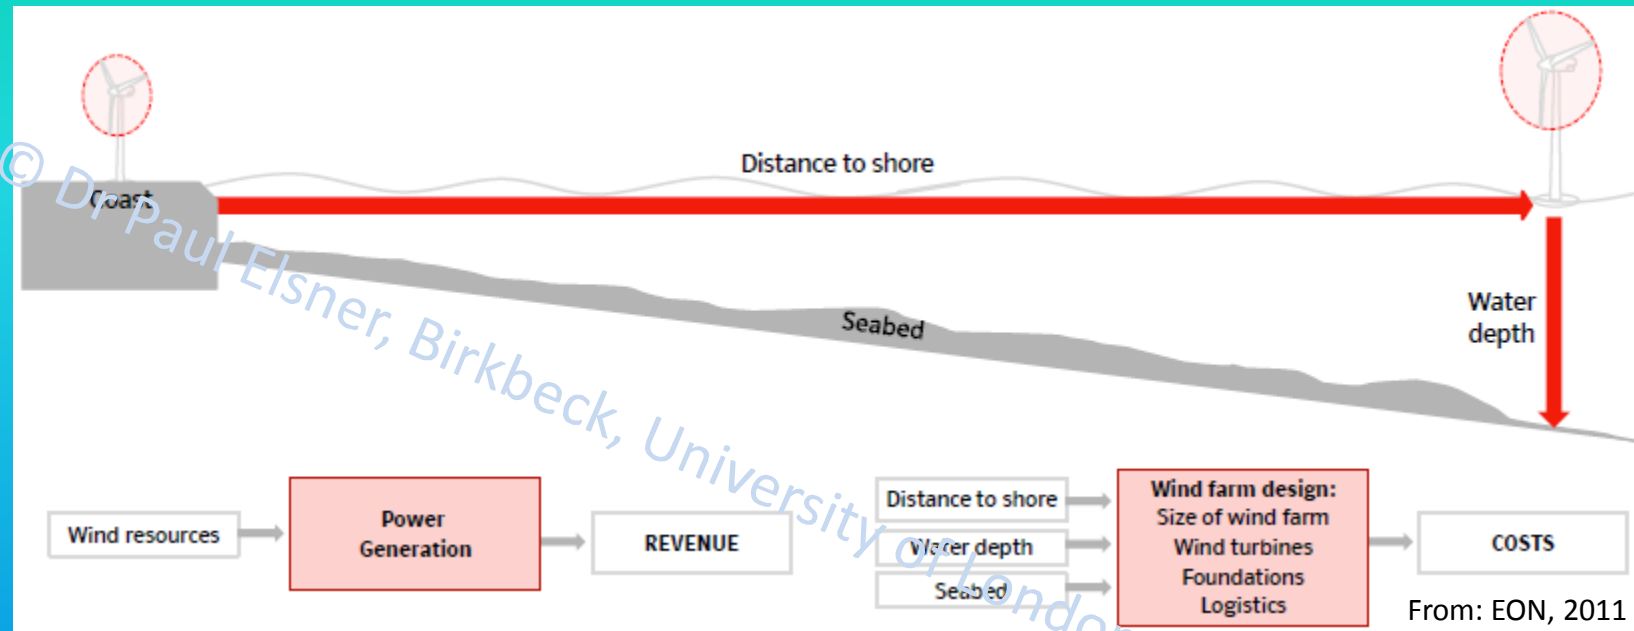 Distance to shore
Coast
Water
depth
Seabed
© Dr Paul Elsner, Birkbeck, University of London
Wind resources
Power
Generation
REVENUE
Distance to shore
Water depth
Seabed
Wind farm design:
Size of wind farm
Wind turbines
Foundations
Logistics
COSTS
From: EON, 2011